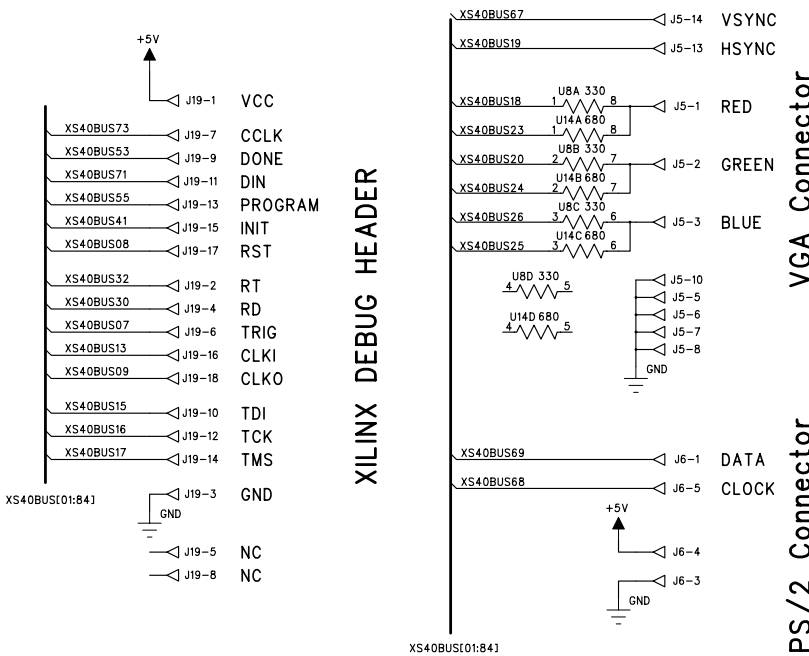 +5V
J19-1 VCC
XS40BUS73 J19-7 CCLK
XS40BUS53 J19-9 DONE
XS40BUS71 J19-11 DIN
XS40BUS55 J19-13 PROGRAM
XS40BUS41 J19-15 INIT
XS40BUS08 J19-17 RST
XS40BUS32 J19-2 RT
XS40BUS30 J19-4 RD
XS40BUS07 J19-6 TRIG
XS40BUS13 J19-16 CLKI
XS40BUS09 J19-18 CLKO
XS40BUS15 J19-10 TDI
XS40BUS16 J19-12 TCK
XS40BUS17 J19-14 TMS
XS40BUS[01:84]
J19-3 GND
GND
J19-5 NC
J19-8 NC
XILINX DEBUG HEADER
XS40BUS67 J5-14 VSYNC
XS40BUS19 J5-13 HSYNC
U8A 330
XS40BUS18 1 8 J5-1 RED
U14A 680
XS40BUS23 1 8
U8B 330
XS40BUS20 2 7 J5-2 GREEN
U14B 680
XS40BUS24 2 7
U8C 330
XS40BUS26 3 6 J5-3 BLUE
U14C 680
XS40BUS25 3 6
U8D 330
4 5
U14D 680
4 5
J5-10
J5-5
J5-6
J5-7
J5-8
GND
VGA Connector
XS40BUS69 J6-1 DATA
XS40BUS68 J6-5 CLOCK
+5V
J6-4
J6-3
GND
PS/2 Connector
XS40BUS[01:84]